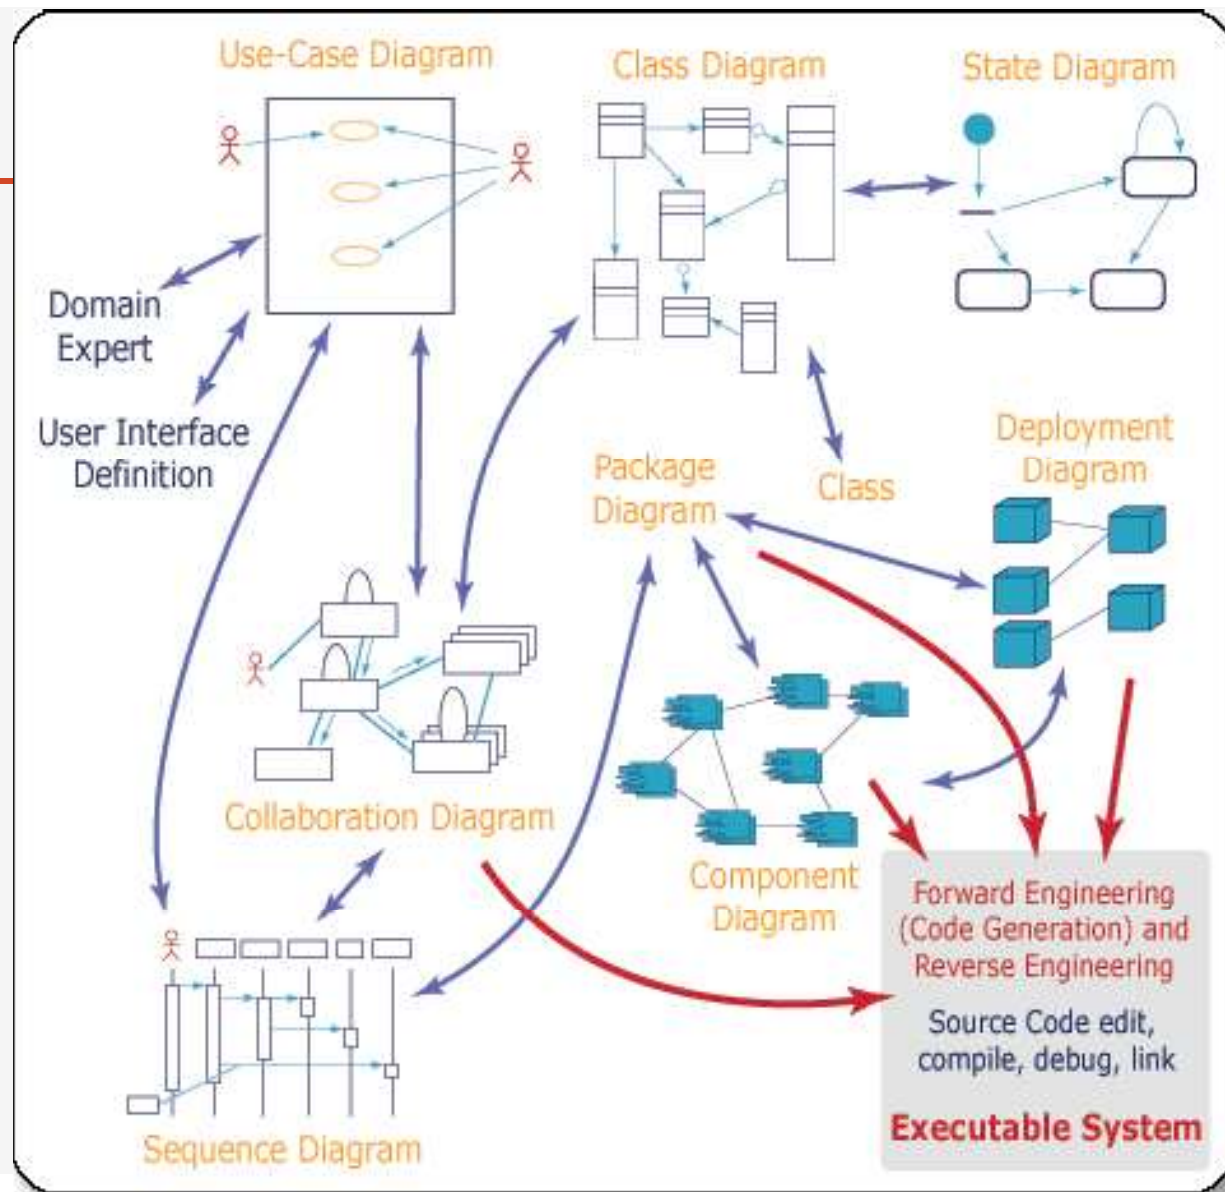 Use-Case Diagram
Class Diagram
State Diagram
Domain
Expert
User Interface
Definition
Package
Diagram
Class
Deployment
Diagram
Collaboration Diagram
Component
Diagram
Sequence Diagram
Forward Engineering
(Code Generation) and
Reverse Engineering
Source Code edit,
compile, debug, link
Executable System